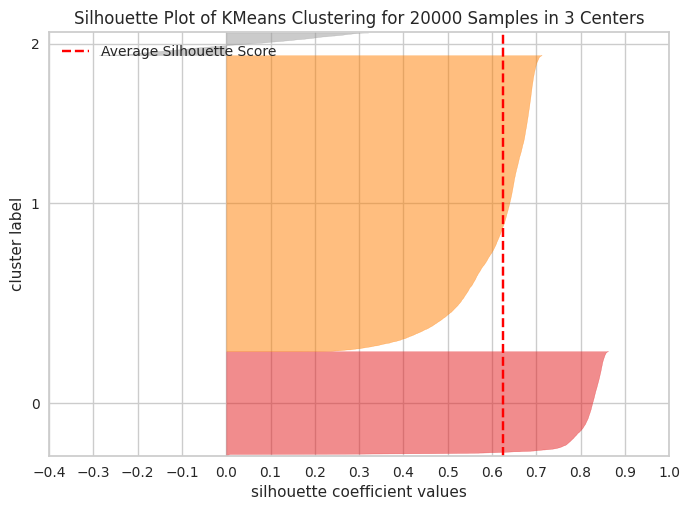 Silhouette Plot of KMeans Clustering for 20000 Samples in 3 Centers
Average Silhouette Score
2
1
0
cluster label
−0.4 −0.3 −0.2 −0.1 0.0 0.1 0.2 0.3 0.4 0.5 0.6 0.7 0.8 0.9 1.0
silhouette coefficient values